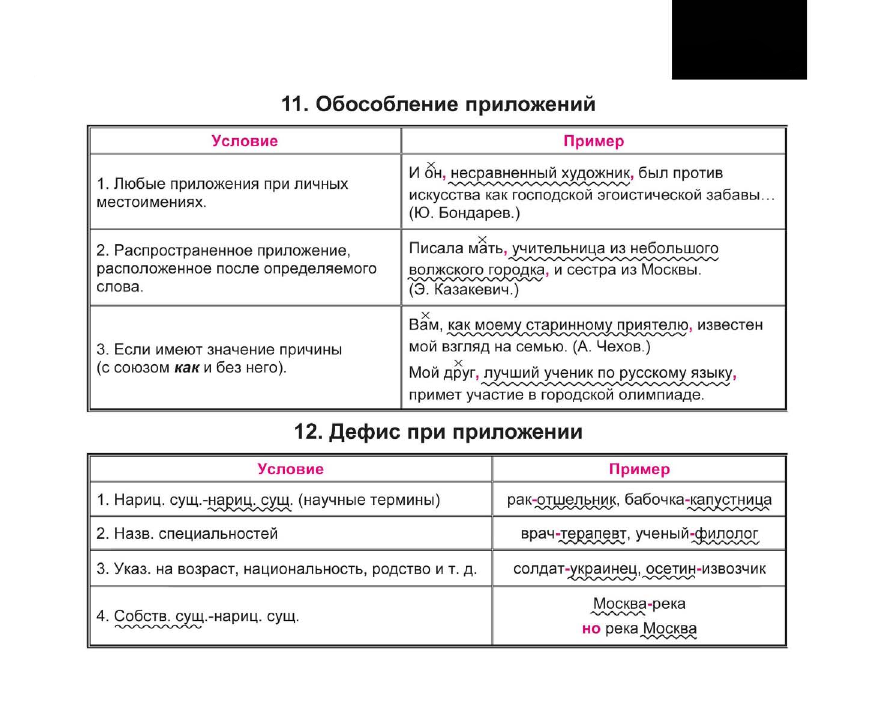 11. Обособление приложений
Условие
Пример
1. Любые приложения при личных
местоимениях.
И он, несравненный художник, был против
искусства как господской эгоистической забавы…
(Ю. Бондарев.)
2. Распространенное приложение,
расположенное после определяемого
слова.
Писала мать, учительница из небольшого
волжского городка, и сестра из Москвы.
(Э. Казакевич.)
3. Если имеют значение причины
(с союзом как и без него).
Вам, как моему старинному приятелю, известен
мой взгляд на семью. (А. Чехов.)
Мой друг, лучший ученик по русскому языку,
примет участие в городской олимпиаде.
12. Дефис при приложении
Условие
Пример
1. Нариц. сущ.-нариц. сущ. (научные термины)
рак-отшельник, бабочка-капустница
2. Назв. специальностей
врач-терапевт, ученый-филолог
3. Указ. на возраст, национальность, родство и т. д.
солдат-украинец, осетин-извозчик
4. Собств. сущ.-нариц. сущ.
Москва-река
но река Москва